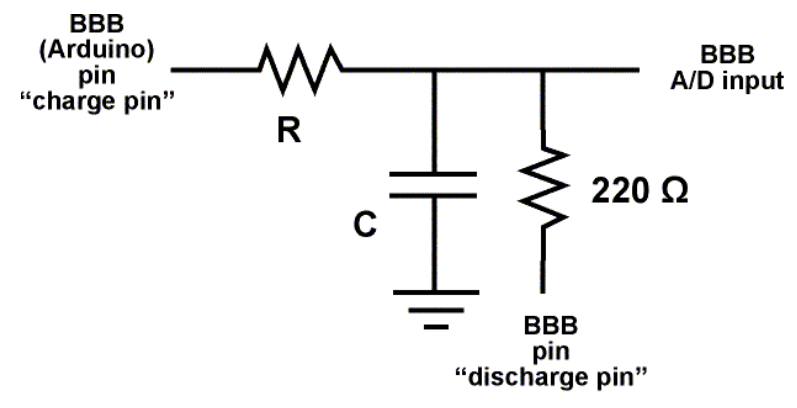 BBB
(Arduino)
pin
“charge pin”
R
BBB
A/D input
C
220 Ω
BBB
pin
“discharge pin”